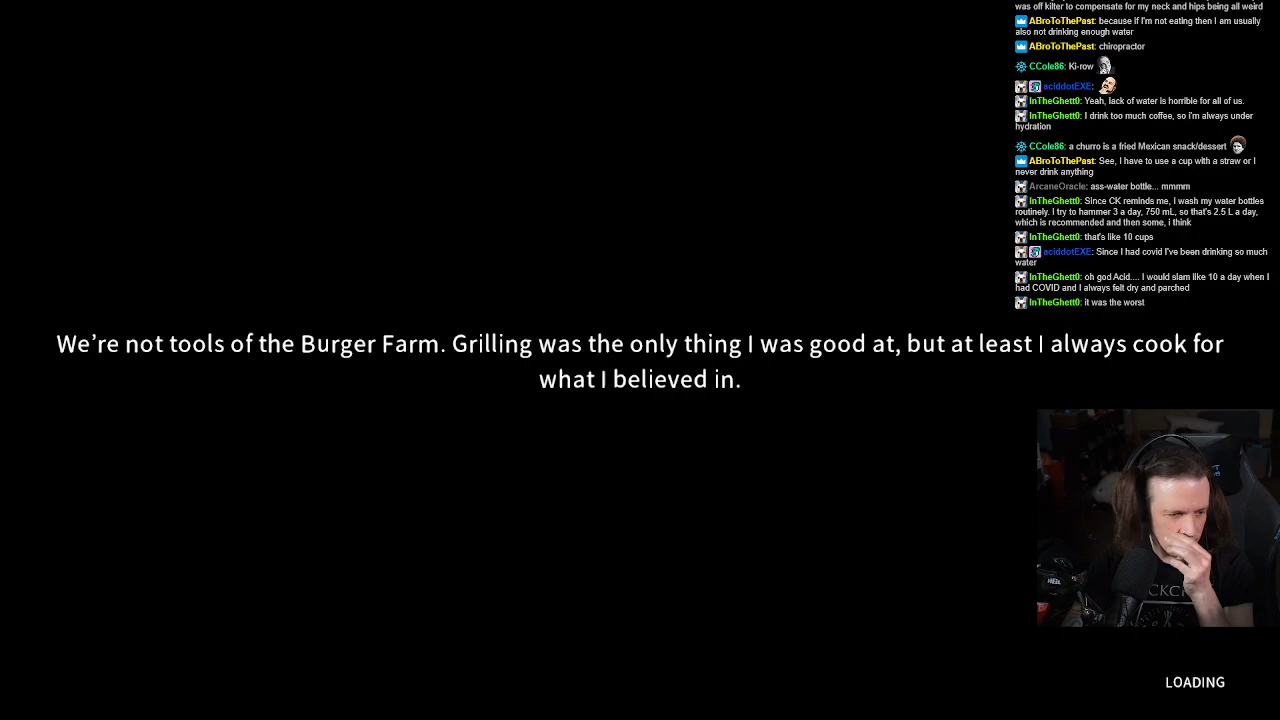 was off kilter to compensate for my neck and hips being all weird
ABroToThePast: because if I'm not eating then I am usually
also not drinking enough water
ABroToThePast: chiropractor
CCole86: Ki-row
aciddotEXE:
InTheGhett0: Yeah, lack of water is horrible for all of us.
InTheGhett0: I drink too much coffee, so i'm always under
hydration
CCole86: a churro is a fried Mexican snack/dessert
ABroToThePast: See, I have to use a cup with a straw or I
never drink anything
ArcaneOracle: ass-water bottle... mmmm
InTheGhett0: Since CK reminds me, I wash my water bottles
routinely. I try to hammer 3 a day, 750 mL, so that's 2.5 L a day,
which is recommended and then some, i think
InTheGhett0: that's like 10 cups
aciddotEXE: Since I had covid I've been drinking so much
water
InTheGhett0: oh god Acid.... I would slam like 10 a day when I
had COVID and I always felt dry and parched
InTheGhett0: it was the worst
We’re not tools of the Burger Farm. Grilling was the only thing I was good at, but at least I always cook for
what I believed in.
LOADING